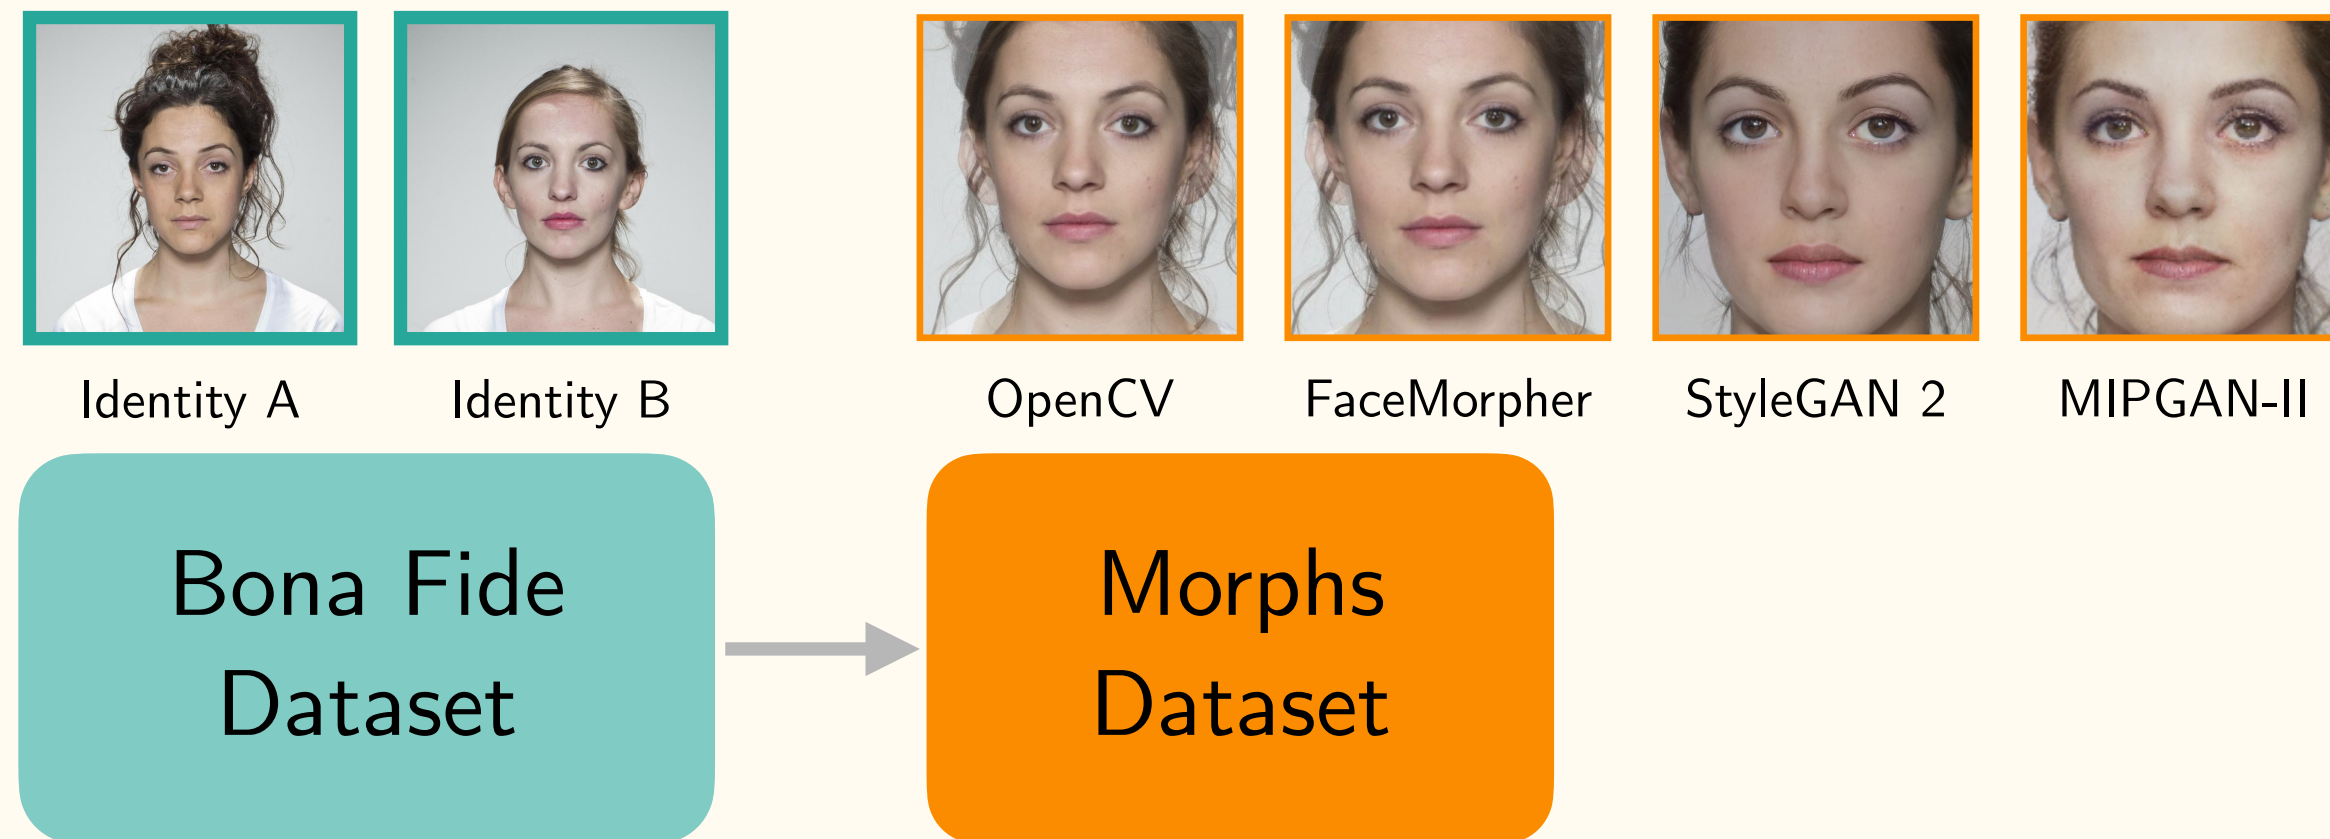 Identity A
Identity B
OpenCV
FaceMorpher
StyleGAN 2
MIPGAN-II
Bona Fide
Dataset
Morphs
Dataset